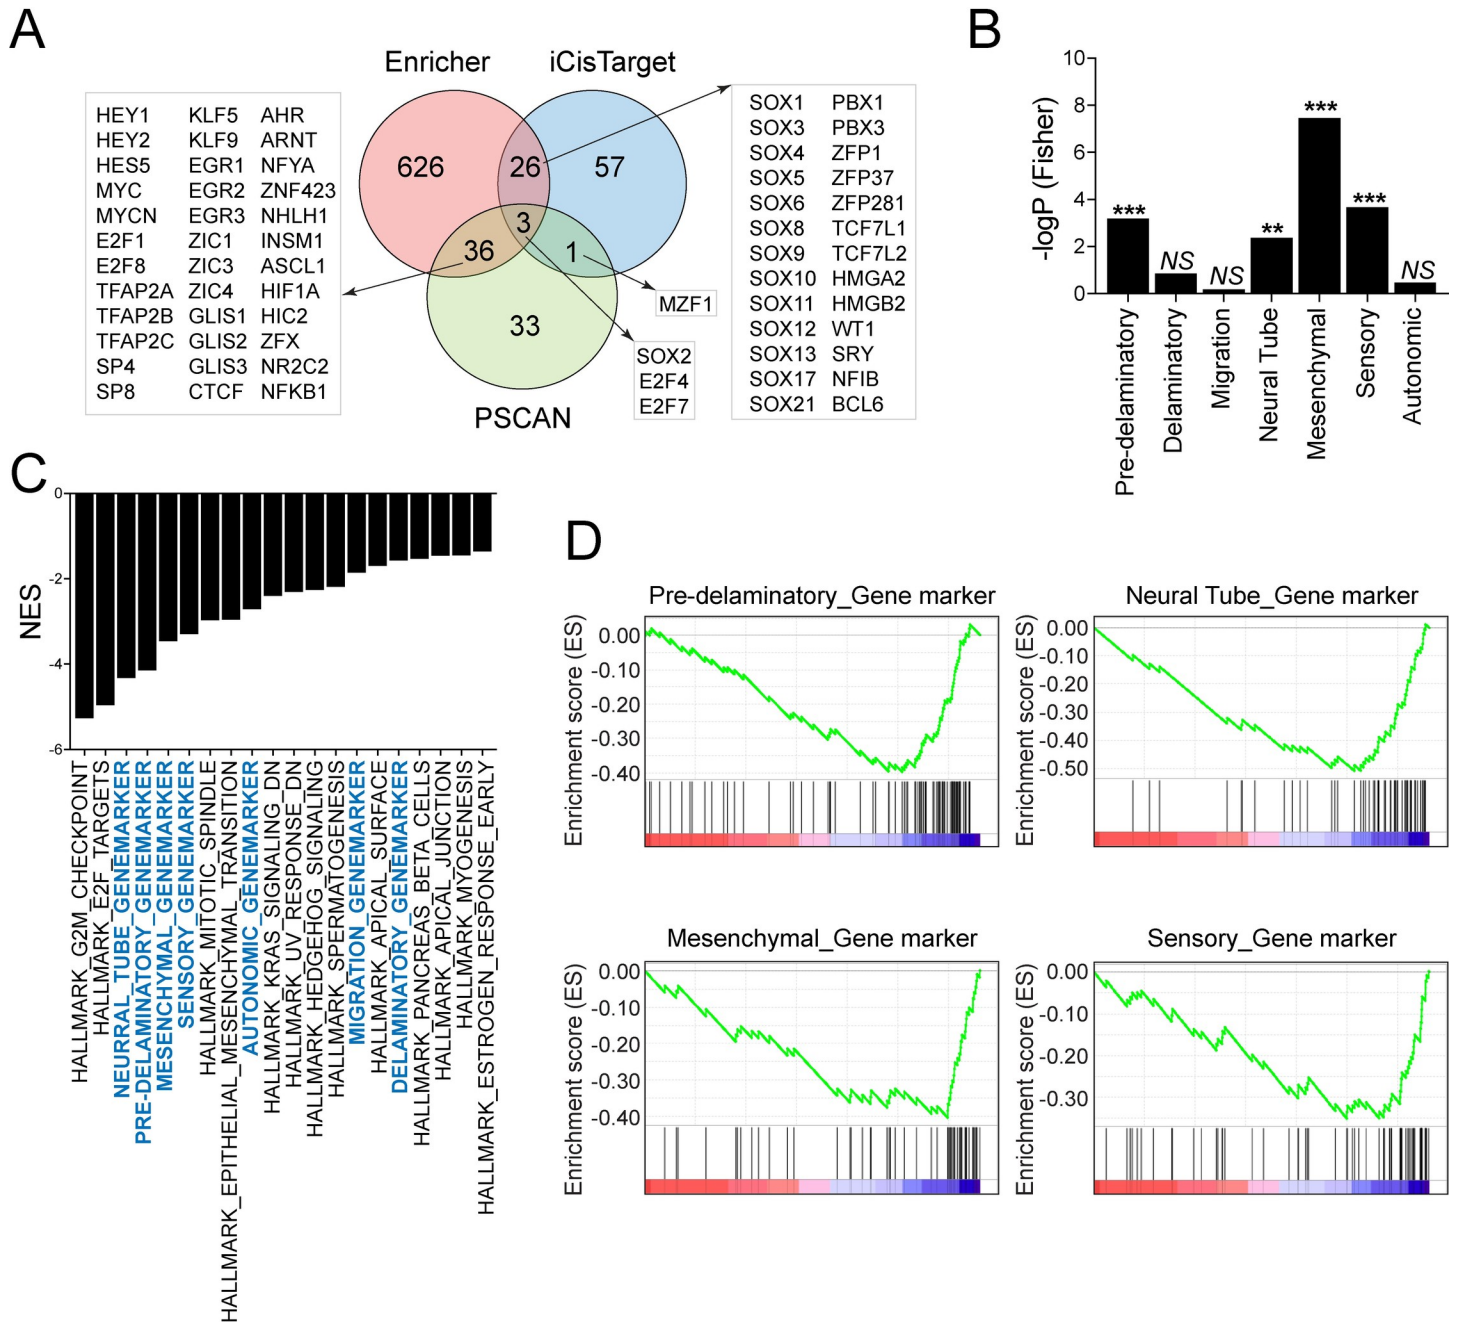 A
Enricher
iCisTarget
626
26
57
3
36
1
33
PSCAN
HEY1 KLF5 AHR
HEY2 KLF9 ARNT
HES5 EGR1 NFYA
MYC EGR2 ZNF423
MYCN EGR3 NHLH1
E2F1 ZIC1 INSM1
E2F8 ZIC3 ASCL1
TFAP2A ZIC4 HIF1A
TFAP2B GLIS1 HIC2
TFAP2C GLIS2 ZFX
SP4 GLIS3 NR2C2
SP8 CTCF NFKB1
MZF1
SOX2
E2F4
E2F7
SOX1 PBX1
SOX3 PBX3
SOX4 ZFP1
SOX5 ZFP37
SOX6 ZFP281
SOX8 TCF7L1
SOX9 TCF7L2
SOX10 HMGA2
SOX11 HMGB2
SOX12 WT1
SOX13 SRY
SOX17 NFIB
SOX21 BCL6
B
-logP (Fisher)
10
8
6
4
2
0
***
NS
NS
**
***
***
NS
Pre-delaminatory
Delaminatory
Migration
Neural Tube
Mesenchymal
Sensory
Autonomic
C
NES
0
-2
-4
-6
HALLMARK_G2M_CHECKPOINT
HALLMARK_E2F_TARGETS
NEURRAL_TUBE_GENEMARKER
PRE-DELAMINATORY_GENEMARKER
MESENCHYMAL_GENEMARKER
SENSORY_GENEMARKER
HALLMARK_MITOTIC_SPINDLE
HALLMARK_EPITHELIAL_MESENCHYMAL_TRANSITION
AUTONOMIC_GENEMARKER
HALLMARK_KRAS_SIGNALING_DN
HALLMARK_UV_RESPONSE_DN
HALLMARK_HEDGEHOG_SIGNALING
HALLMARK_SPERMATOGENESIS
MIGRATION_GENEMARKER
HALLMARK_APICAL_SURFACE
DELAMINATORY_GENEMARKER
HALLMARK_PANCREAS_BETA_CELLS
HALLMARK_APICAL_JUNCTION
HALLMARK_MYOGENESIS
HALLMARK_ESTROGEN_RESPONSE_EARLY
D
Pre-delaminatory_Gene marker
Enrichment score (ES)
0.00
-0.10
-0.20
-0.30
-0.40
Neural Tube_Gene marker
Enrichment score (ES)
0.00
-0.10
-0.20
-0.30
-0.40
-0.50
Mesenchymal_Gene marker
Enrichment score (ES)
0.00
-0.10
-0.20
-0.30
-0.40
Sensory_Gene marker
Enrichment score (ES)
0.00
-0.10
-0.20
-0.30